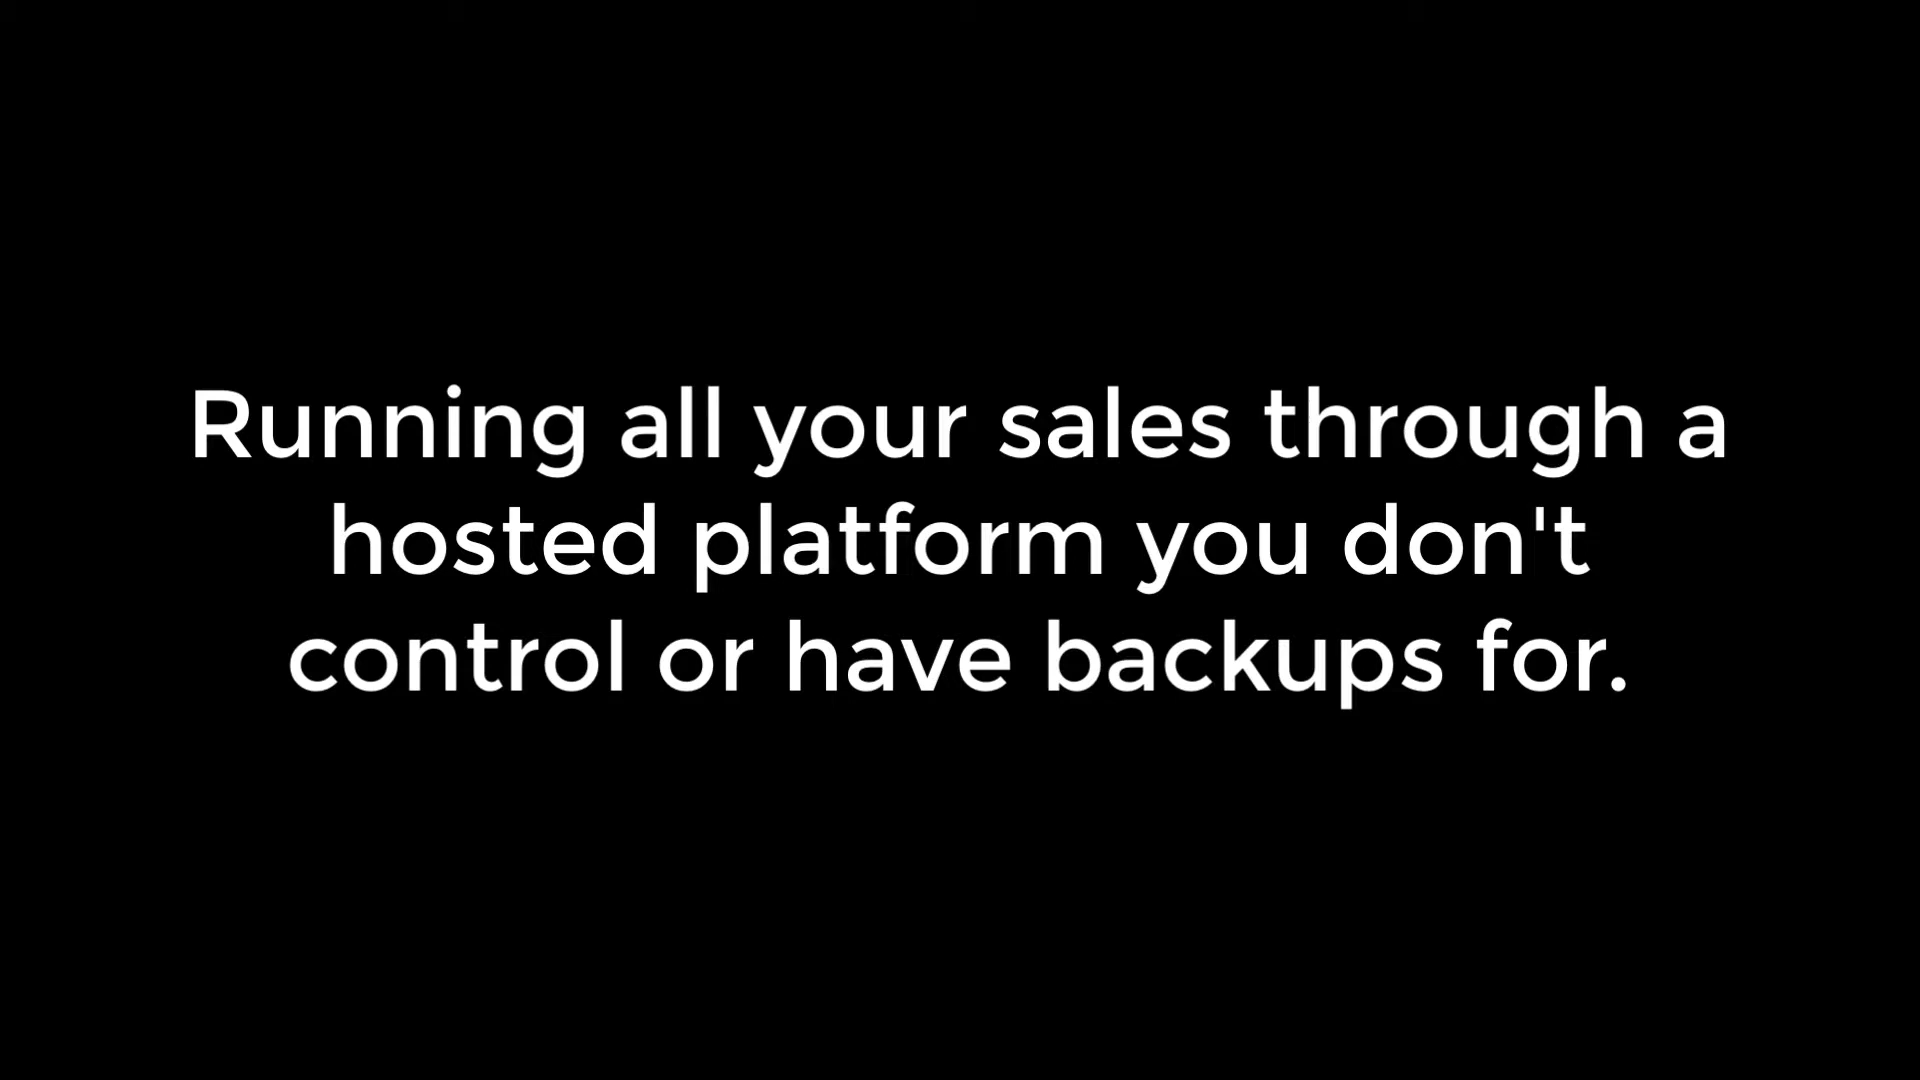 Running all your sales through a
hosted platform you don't
control or have backups for.